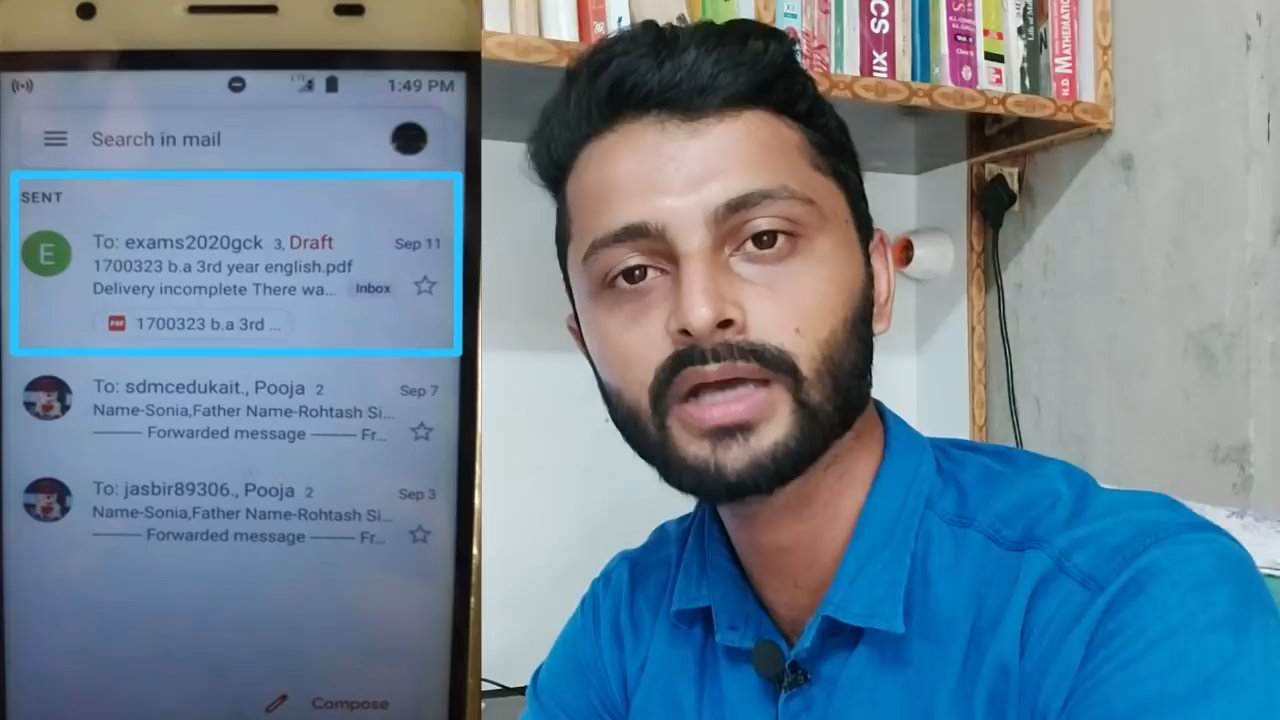 1:49 PM
Search in mail
SENT
E
To: exams2020gck 3, Draft
Sep 11
1700323 b.a 3rd year english.pdf
Delivery incomplete There wa...
Inbox
PDF
1700323 b.a 3rd ...
To: sdmcedukait., Pooja 2
Sep 7
Name-Sonia,Father Name-Rohtash Si...
Forwarded message
Fr...
To: jasbir89306., Pooja 2
Sep 3
Name-Sonia,Father Name-Rohtash Si...
Forwarded message
Fr...
Compose
CS XII
N.D MATHEMATIC